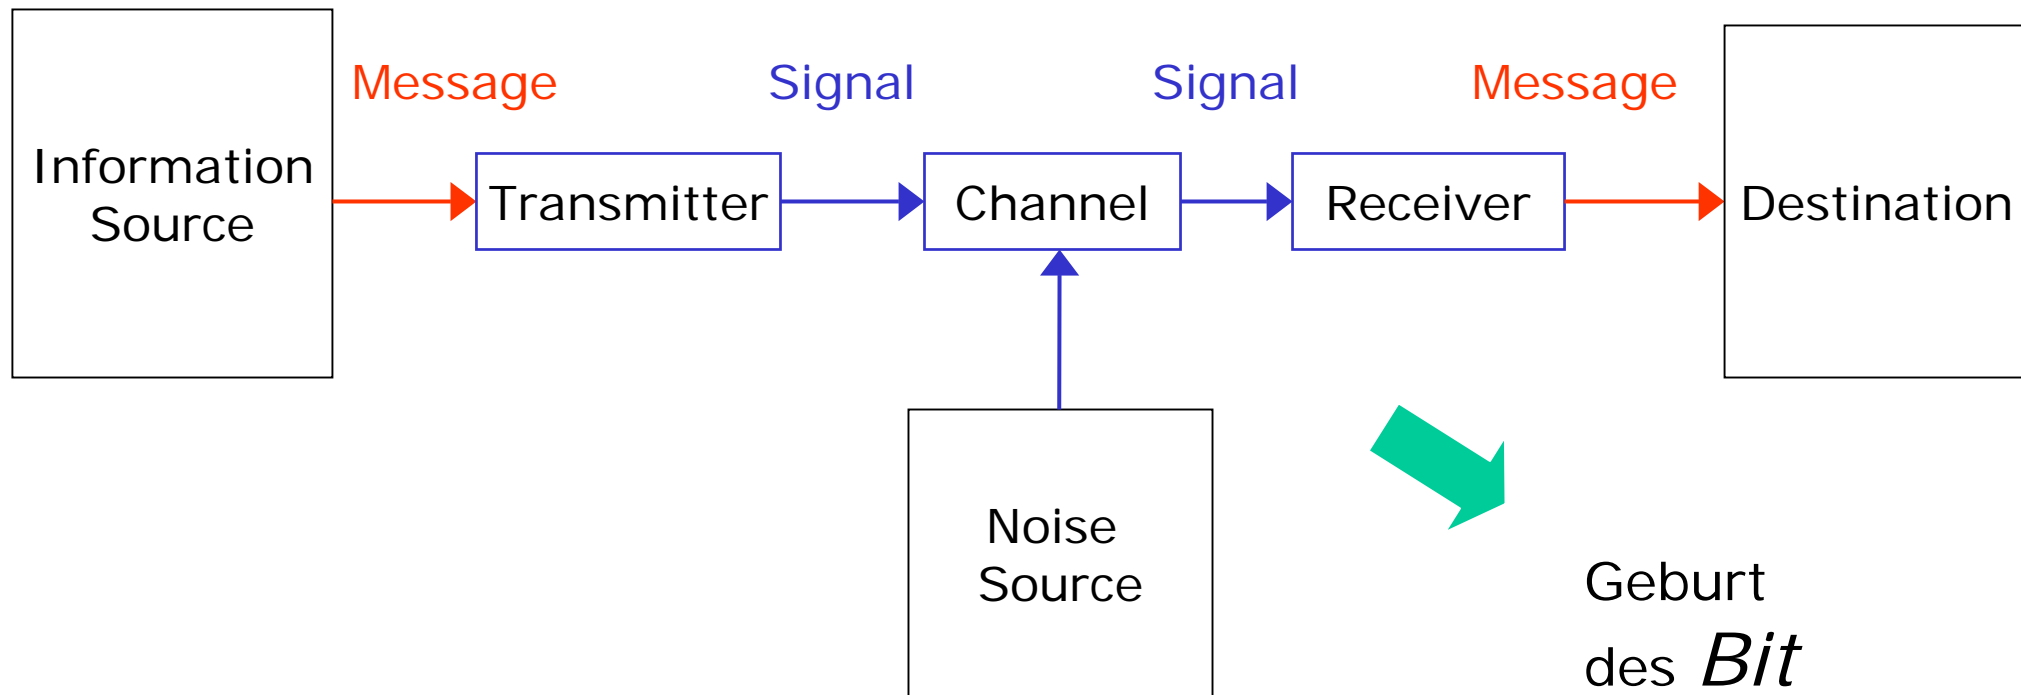 Message
Signal
Signal
Message
Information
Source
Transmitter
Channel
Receiver
Destination
Noise
Source
Geburt
des Bit